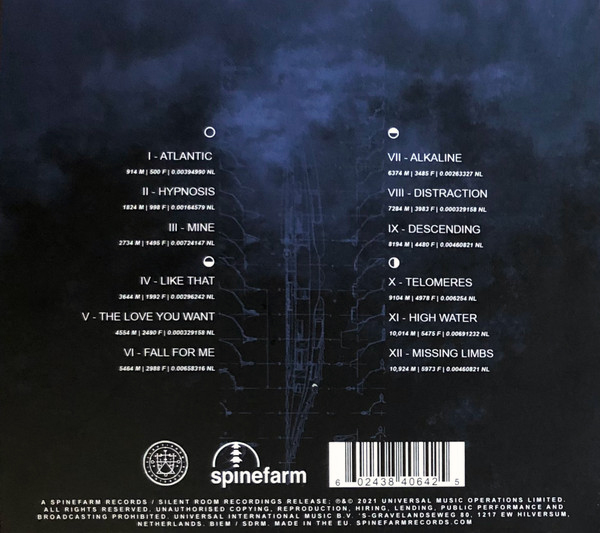 I - ATLANTIC
914 M | 500 F | 0.00394990 NL
II - HYPNOSIS
1824 M | 998 F | 0.00164579 NL
III - MINE
2734 M | 1495 F | 0.00724147 NL
IV - LIKE THAT
3644 M | 1992 F | 0.00296242 NL
V - THE LOVE YOU WANT
4554 M | 2490 F | 0.000329158 NL
VI - FALL FOR ME
5464 M | 2988 F | 0.00658316 NL
VII - ALKALINE
6374 M | 3485 F | 0.00263327 NL
VIII - DISTRACTION
7284 M | 3983 F | 0.000329158 NL
IX - DESCENDING
8194 M | 4480 F | 0.00460821 NL
X - TELOMERES
9104 M | 4978 F | 0.006254 NL
XI - HIGH WATER
10,014 M | 5475 F | 0.00691232 NL
XII - MISSING LIMBS
10,924 M | 5973 F | 0.00460821 NL
spinefarm
6 02438 40642 5
A SPINEFARM RECORDS / SILENT ROOM RECORDINGS RELEASE; ℗&© 2021 UNIVERSAL MUSIC OPERATIONS LIMITED.
ALL RIGHTS RESERVED. UNAUTHORISED COPYING, REPRODUCTION, HIRING, LENDING, PUBLIC PERFORMANCE AND
BROADCASTING PROHIBITED. UNIVERSAL INTERNATIONAL MUSIC B.V. 'S-GRAVELANDSEWEG 80, 1217 EW HILVERSUM,
NETHERLANDS. BIEM / SDRM. MADE IN THE EU. SPINEFARMRECORDS.COM